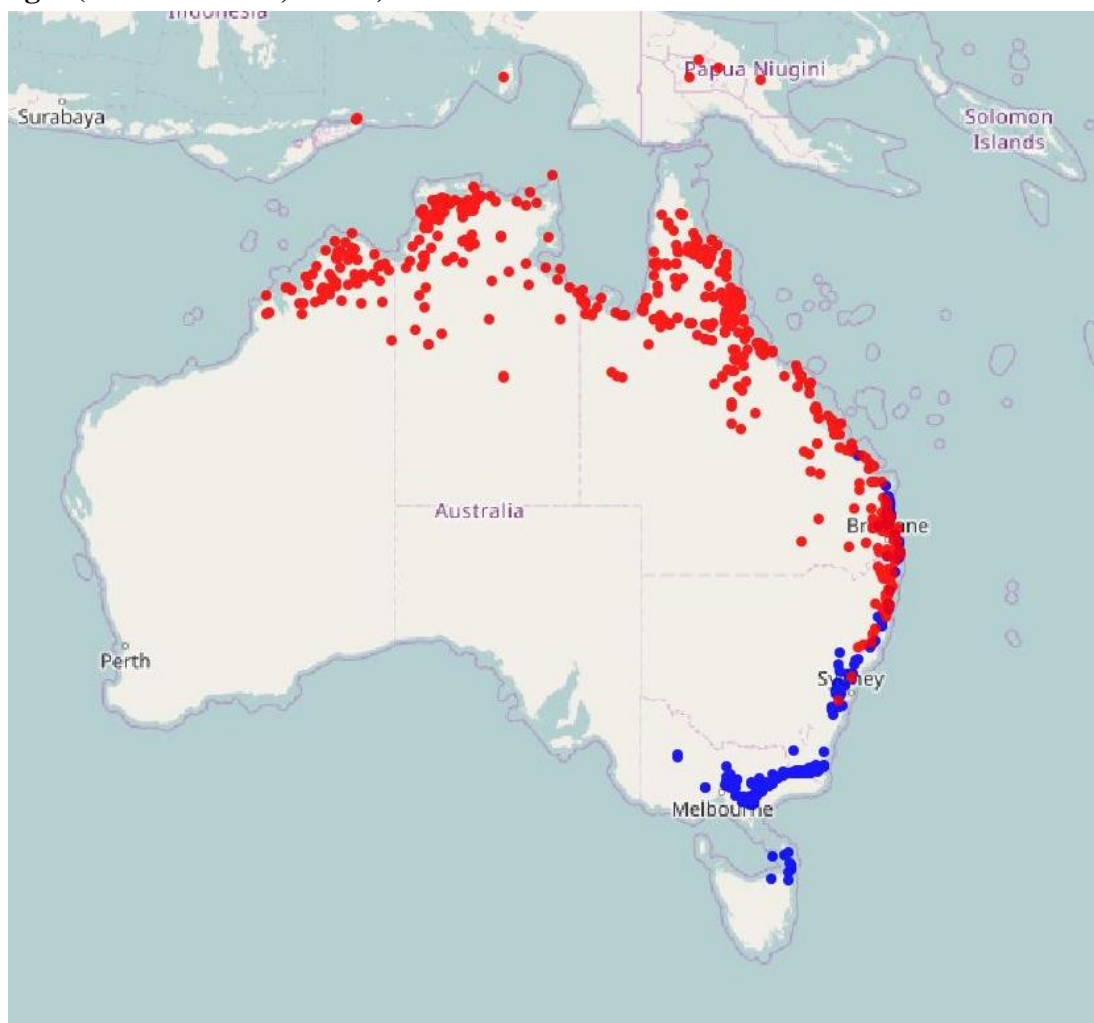 Indonesia
Papua Niugini
Surabaya
Solomon
Islands
Australia
Brisbane
Perth
Sydney
Melbourne